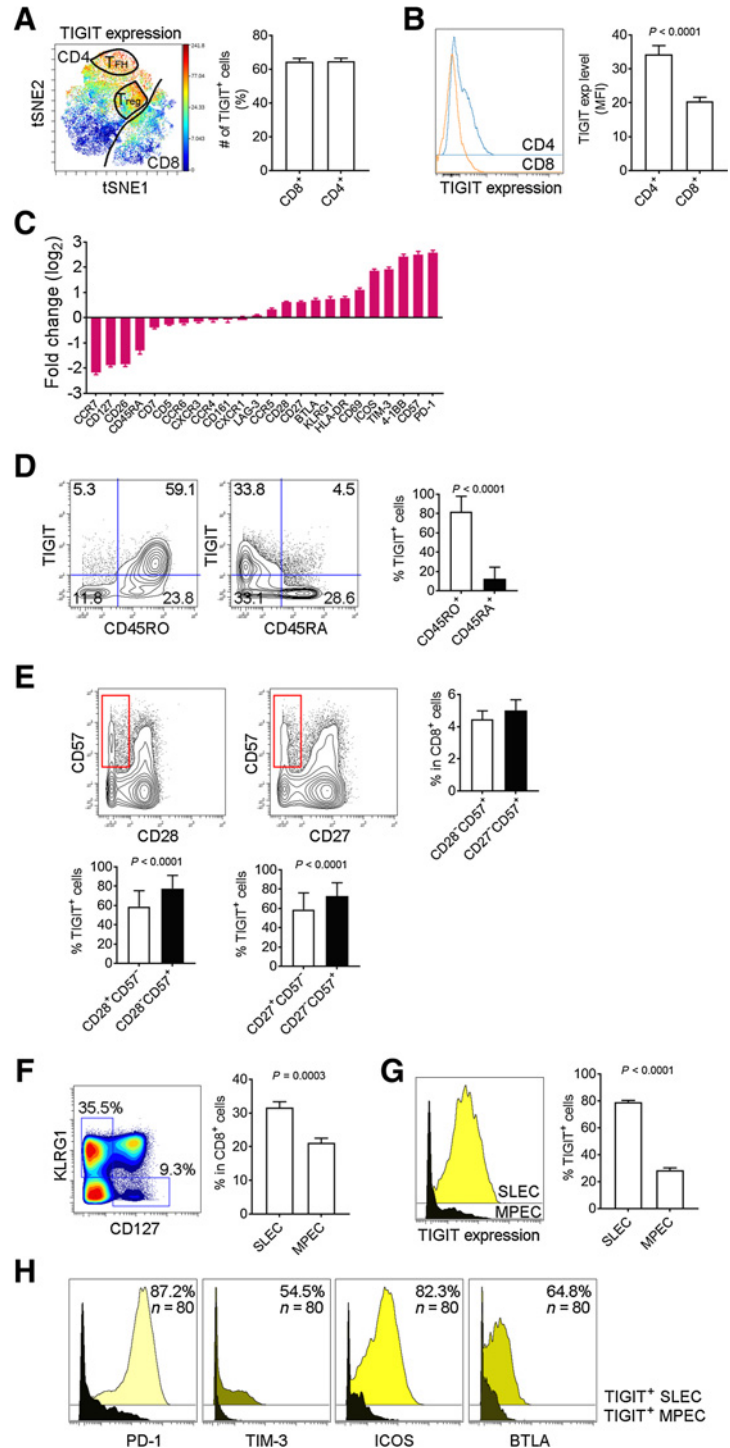 A
TIGIT expression
CD4
TFH
Treg
CD8
tSNE2
tSNE1
241.8
77.04
24.33
7.043
0
# of TIGIT+ cells
(%)
80
60
40
20
0
CD8+
CD4+
B
CD4
CD8
TIGIT expression
P < 0.0001
TIGIT exp level
(MFI)
40
30
20
10
0
CD4+
CD8+
C
Fold change (log2)
3
2
1
0
-1
-2
-3
CCR7
CD127
CD26
CD45RA
CD7
CD5
CCR6
CXCR3
CCR4
CD161
CXCR1
LAG-3
CCR5
CD28
CD27
BTLA
KLRG1
HLA-DR
CD69
ICOS
TIM-3
4-1BB
CD57
PD-1
D
TIGIT
5.3
59.1
11.8
23.8
CD45RO
TIGIT
33.8
4.5
33.1
28.6
CD45RA
P < 0.0001
% TIGIT+ cells
100
80
60
40
20
0
CD45RO+
CD45RA+
E
CD57
CD28
CD57
CD27
% in CD8+
6
4
2
0
CD28-CD57+
CD27-CD57+
P < 0.0001
% TIGIT+ cells
100
80
60
40
20
0
CD28+CD57-
CD28-CD57+
P < 0.0001
% TIGIT+ cells
100
80
60
40
20
0
CD27+CD57-
CD27-CD57+
F
35.5%
9.3%
KLRG1
CD127
P = 0.0003
% in CD8+
40
30
20
10
0
SLEC
MPEC
G
SLEC
MPEC
TIGIT expression
P < 0.0001
% TIGIT+ cells
100
80
60
40
20
0
SLEC
MPEC
H
87.2%
n = 80
PD-1
54.5%
n = 80
TIM-3
82.3%
n = 80
ICOS
64.8%
n = 80
BTLA
TIGIT+ SLEC
TIGIT+ MPEC